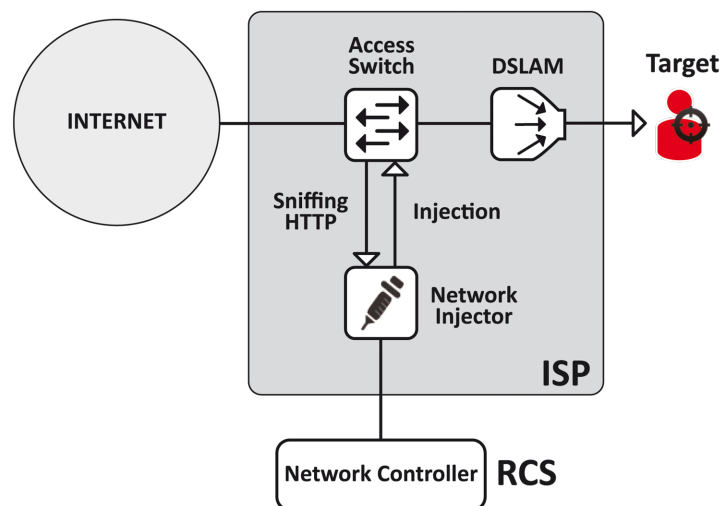 Access
Switch
DSLAM
Target
INTERNET
Sniffing
HTTP
Injection
Network
Injector
ISP
Network Controller
RCS